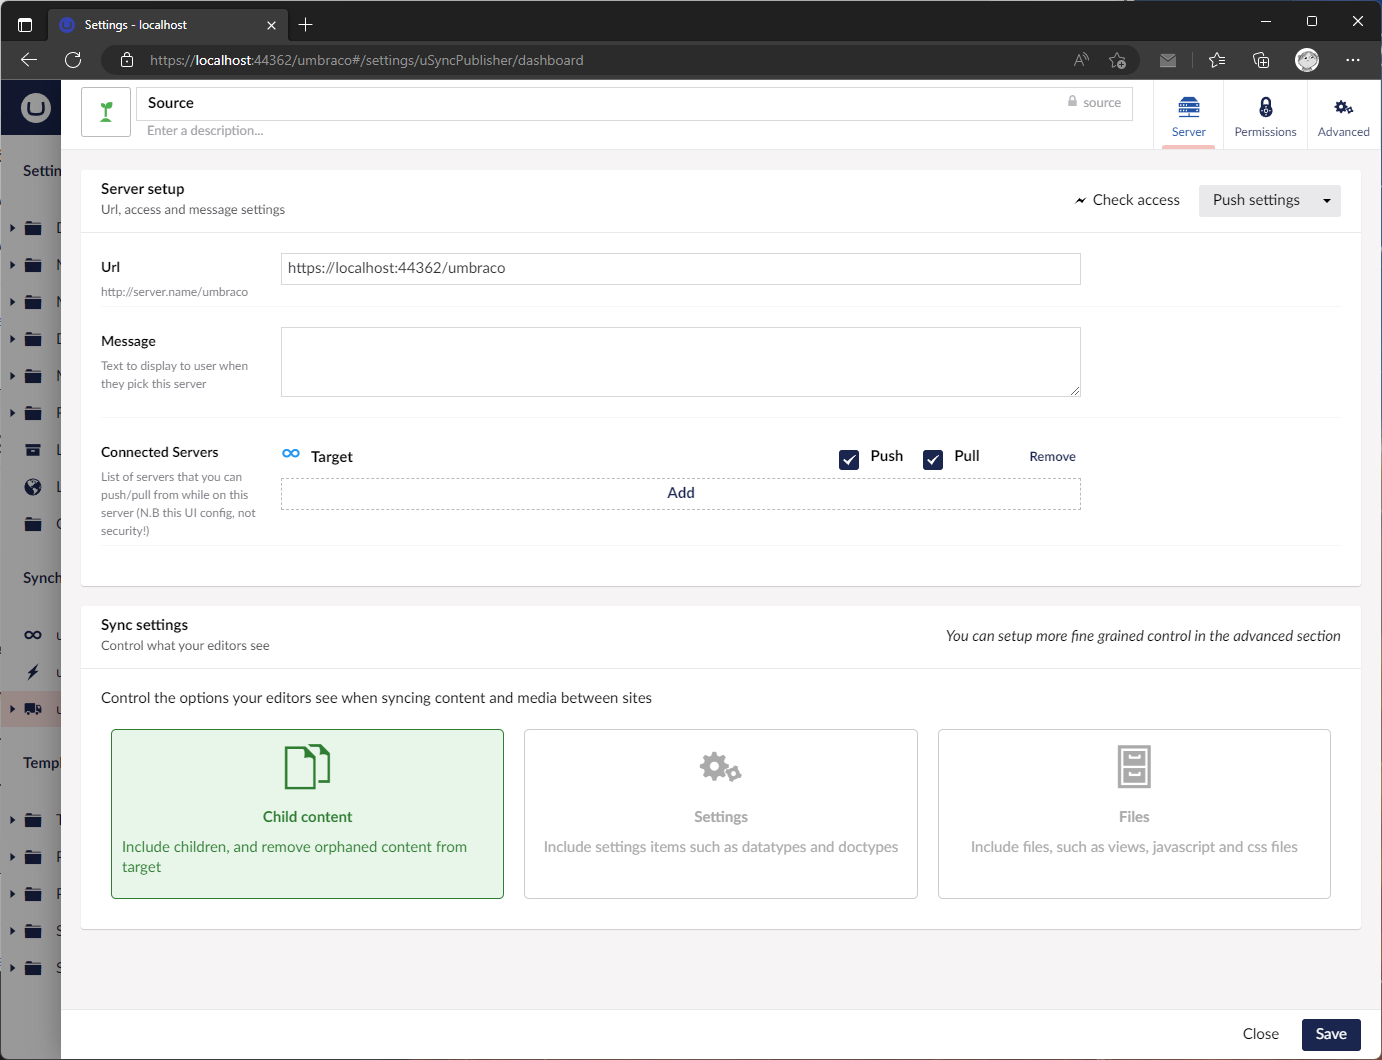 Settings - localhost
https://localhost:44362/umbraco#/settings/uSyncPublisher/dashboard
Source
source
Enter a description...
Server
Permissions
Advanced
Server setup
Url, access and message settings
Check access
Push settings
Url
http://server.name/umbraco
https://localhost:44362/umbraco
Message
Text to display to user when
they pick this server
Connected Servers
List of servers that you can
push/pull from while on this
server (N.B this UI config, not
security!)
Target
Push
Pull
Remove
Add
Sync settings
Control what your editors see
You can setup more fine grained control in the advanced section
Control the options your editors see when syncing content and media between sites
Child content
Include children, and remove orphaned content from
target
Settings
Include settings items such as datatypes and doctypes
Files
Include files, such as views, javascript and css files
Close
Save